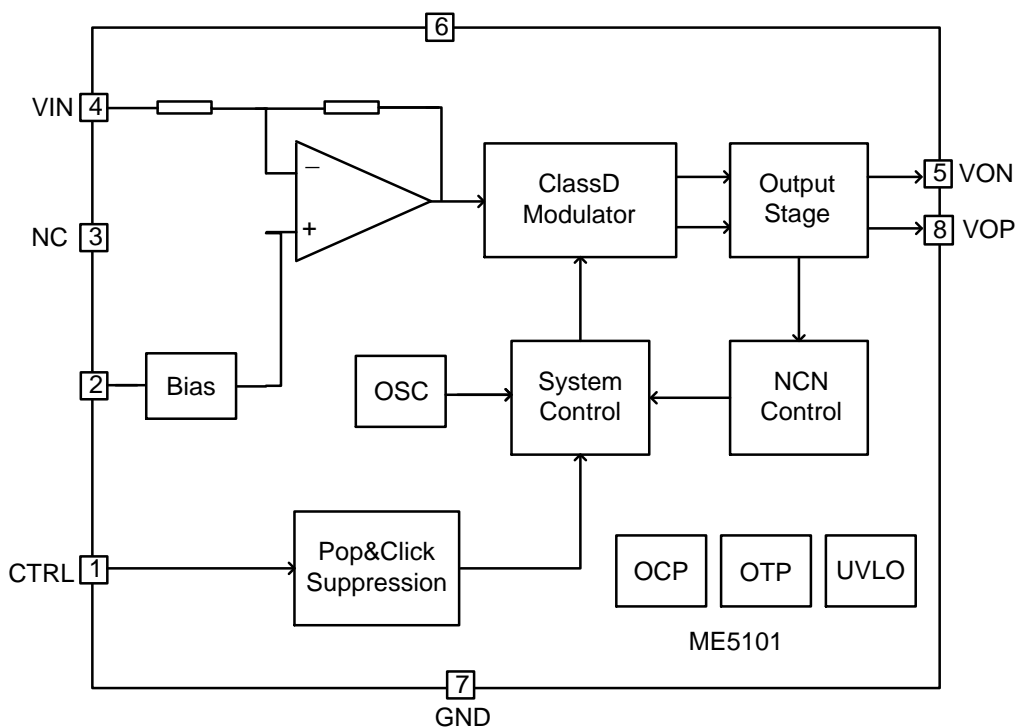 6
VIN 4
−
+
ClassD
Modulator
Output
Stage
5 VON
8 VOP
NC 3
2
Bias
OSC
System
Control
NCN
Control
CTRL 1
Pop&Click
Suppression
OCP
OTP
UVLO
ME5101
7
GND